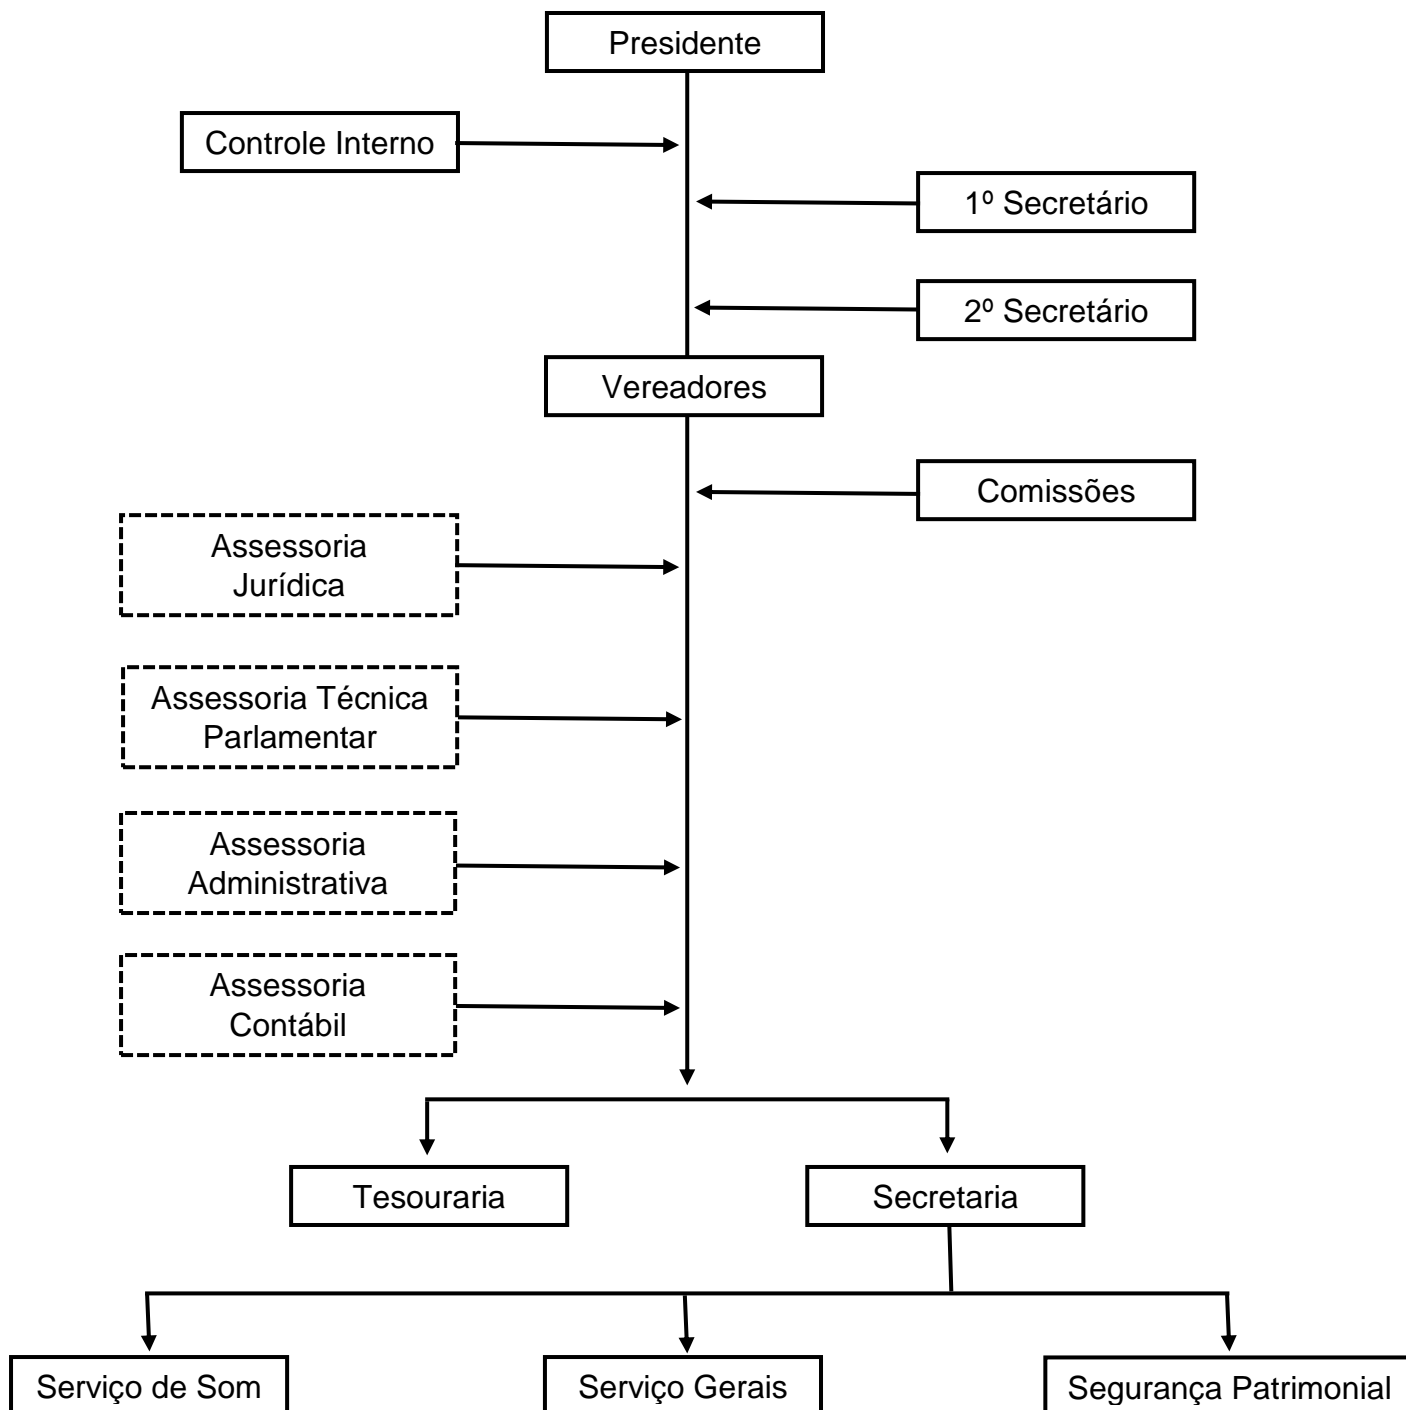 Presidente
Controle Interno
1º Secretário
2º Secretário
Vereadores
Comissões
Assessoria
Jurídica
Assessoria Técnica
Parlamentar
Assessoria
Administrativa
Assessoria
Contábil
Tesouraria
Secretaria
Serviço de Som
Serviço Gerais
Segurança Patrimonial